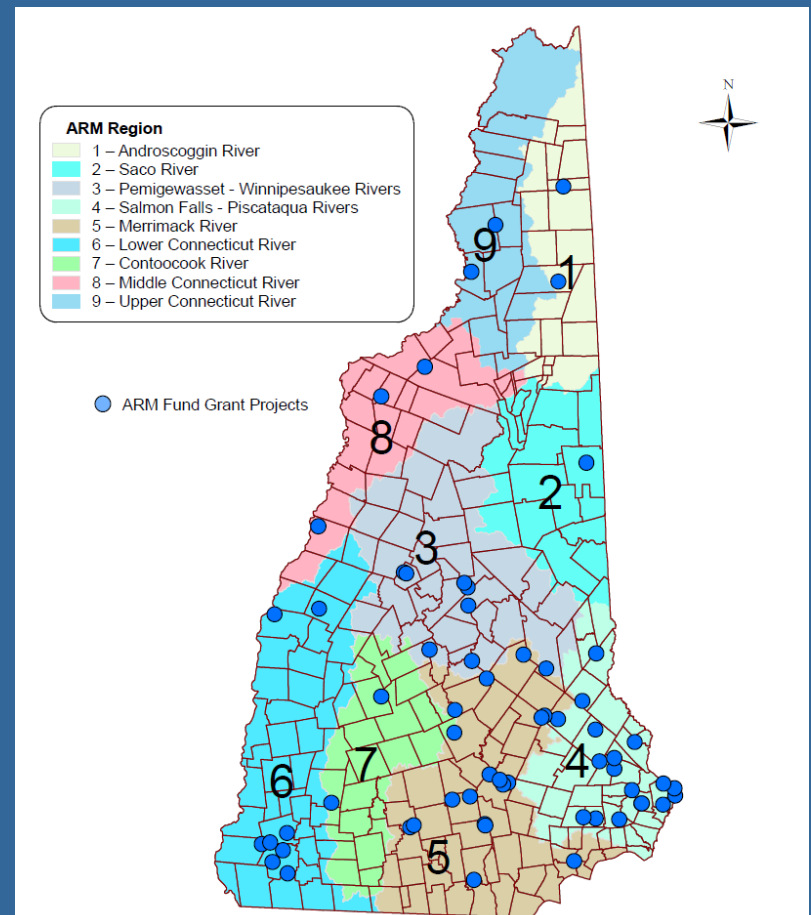 N
ARM Region
1 – Androscoggin River
2 – Saco River
3 – Pemigewasset - Winnipesaukee Rivers
4 – Salmon Falls - Piscataqua Rivers
5 – Merrimack River
6 – Lower Connecticut River
7 – Contoocook River
8 – Middle Connecticut River
9 – Upper Connecticut River
9
1
ARM Fund Grant Projects
8
2
3
7
4
6
5